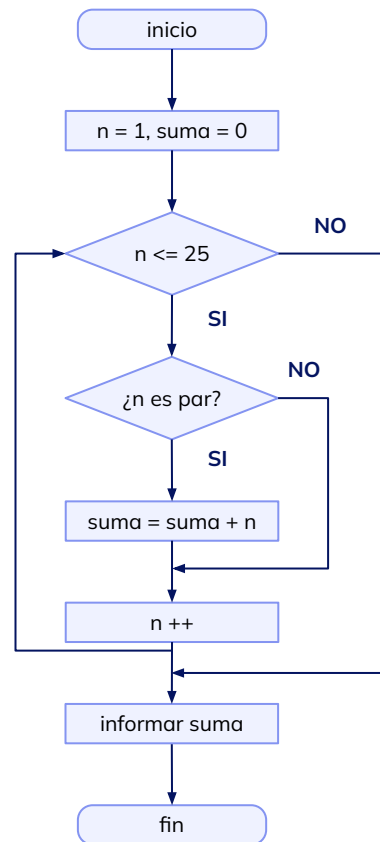 inicio
n = 1, suma = 0
n <= 25
NO
SI
¿n es par?
NO
SI
suma = suma + n
n ++
informar suma
fin